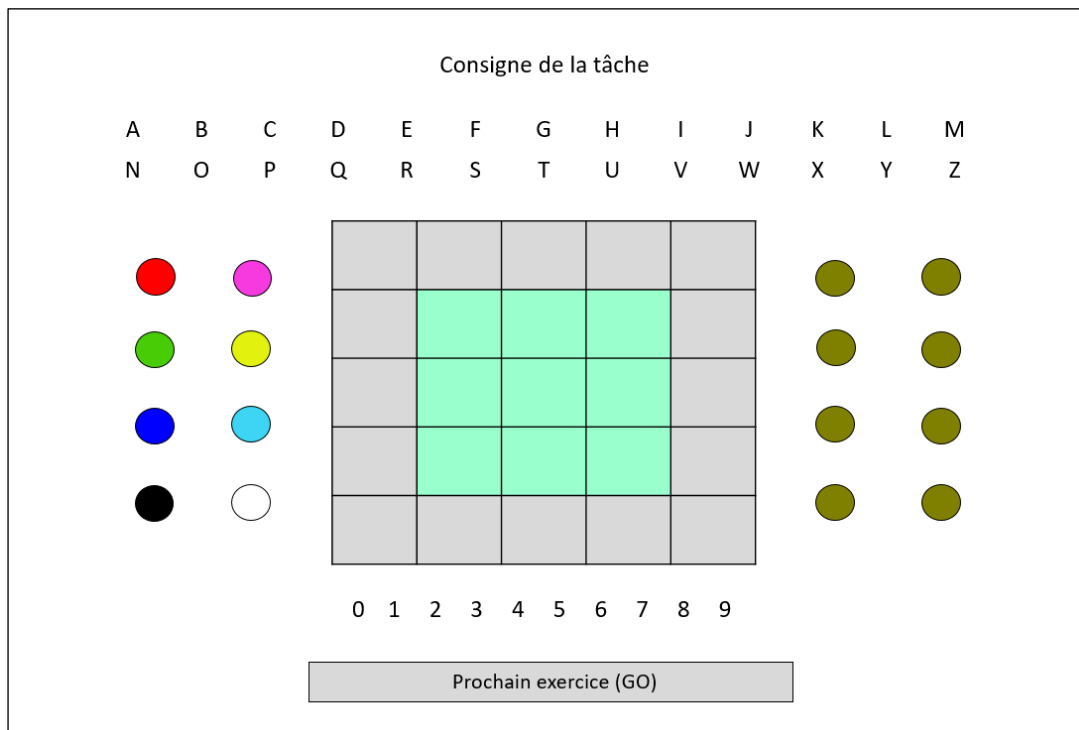 Consigne de la tâche
A B C D E F G H I J K L M
N O P Q R S T U V W X Y Z
0 1 2 3 4 5 6 7 8 9
Prochain exercice (GO)